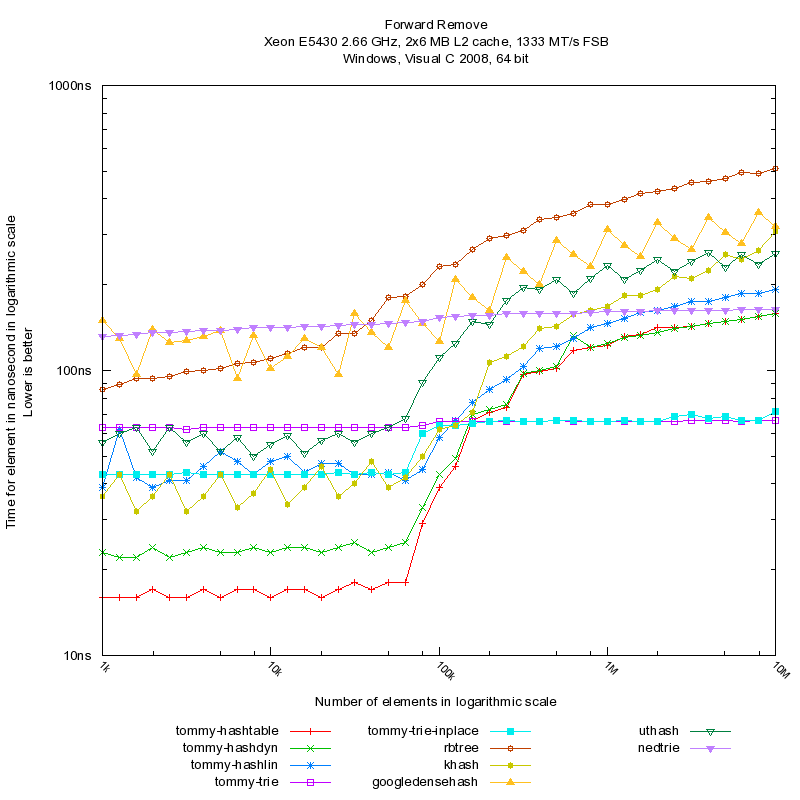 Forward Remove
Xeon E5430 2.66 GHz, 2x6 MB L2 cache, 1333 MT/s FSB
Windows, Visual C 2008, 64 bit
Time for element in nanosecond in logarithmic scale
Lower is better
1000ns
100ns
10ns
1k
10k
100k
1M
10M
Number of elements in logarithmic scale
tommy-hashtable
tommy-hashdyn
tommy-hashlin
tommy-trie
tommy-trie-inplace
rbtree
khash
googledensehash
uthash
nedtrie